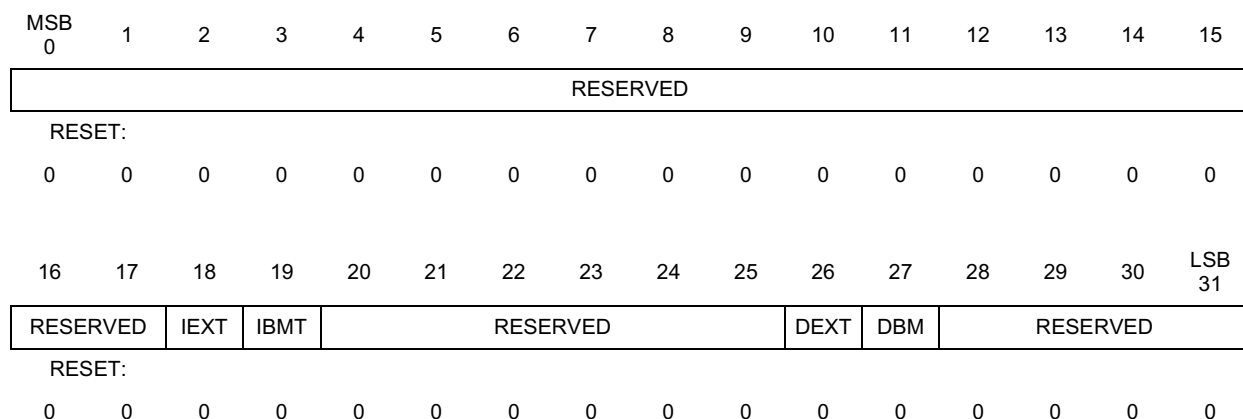 MSB
0 1 2 3 4 5 6 7 8 9 10 11 12 13 14 15
RESERVED
RESET:
0 0 0 0 0 0 0 0 0 0 0 0 0 0 0 0
16 17 18 19 20 21 22 23 24 25 26 27 28 29 30 LSB
31
RESERVED IEXT IBMT RESERVED DEXT DBM RESERVED
RESET:
0 0 0 0 0 0 0 0 0 0 0 0 0 0 0 0